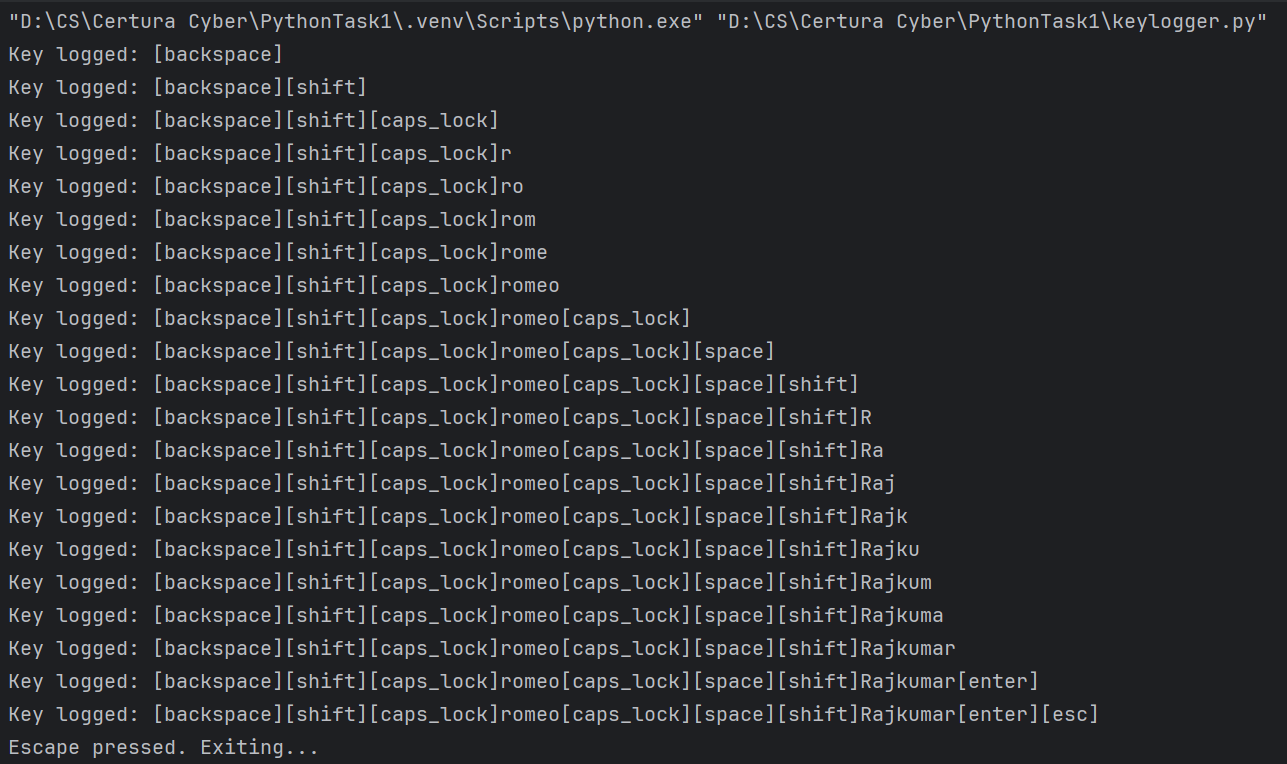 "D:\CS\Certura Cyber\PythonTask1\.venv\Scripts\python.exe" "D:\CS\Certura Cyber\PythonTask1\keylogger.py"
Key logged: [backspace]
Key logged: [backspace][shift]
Key logged: [backspace][shift][caps_lock]
Key logged: [backspace][shift][caps_lock]r
Key logged: [backspace][shift][caps_lock]ro
Key logged: [backspace][shift][caps_lock]rom
Key logged: [backspace][shift][caps_lock]rome
Key logged: [backspace][shift][caps_lock]romeo
Key logged: [backspace][shift][caps_lock]romeo[caps_lock]
Key logged: [backspace][shift][caps_lock]romeo[caps_lock][space]
Key logged: [backspace][shift][caps_lock]romeo[caps_lock][space][shift]
Key logged: [backspace][shift][caps_lock]romeo[caps_lock][space][shift]R
Key logged: [backspace][shift][caps_lock]romeo[caps_lock][space][shift]Ra
Key logged: [backspace][shift][caps_lock]romeo[caps_lock][space][shift]Raj
Key logged: [backspace][shift][caps_lock]romeo[caps_lock][space][shift]Rajk
Key logged: [backspace][shift][caps_lock]romeo[caps_lock][space][shift]Rajku
Key logged: [backspace][shift][caps_lock]romeo[caps_lock][space][shift]Rajkum
Key logged: [backspace][shift][caps_lock]romeo[caps_lock][space][shift]Rajkuma
Key logged: [backspace][shift][caps_lock]romeo[caps_lock][space][shift]Rajkumar
Key logged: [backspace][shift][caps_lock]romeo[caps_lock][space][shift]Rajkumar[enter]
Key logged: [backspace][shift][caps_lock]romeo[caps_lock][space][shift]Rajkumar[enter][esc]
Escape pressed. Exiting...